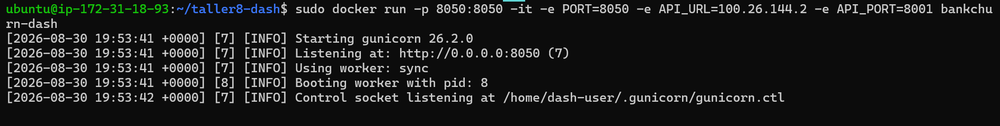 ubuntu@ip-172-31-18-93:~/taller8-dash$ sudo docker run -p 8050:8050 -it -e PORT=8050 -e API_URL=100.26.144.2 -e API_PORT=8001 bankchu
rn-dash
[2026-08-30 19:53:41 +0000] [7] [INFO] Starting gunicorn 26.2.0
[2026-08-30 19:53:41 +0000] [7] [INFO] Listening at: http://0.0.0.0:8050 (7)
[2026-08-30 19:53:41 +0000] [7] [INFO] Using worker: sync
[2026-08-30 19:53:41 +0000] [8] [INFO] Booting worker with pid: 8
[2026-08-30 19:53:42 +0000] [7] [INFO] Control socket listening at /home/dash-user/.gunicorn/gunicorn.ctl